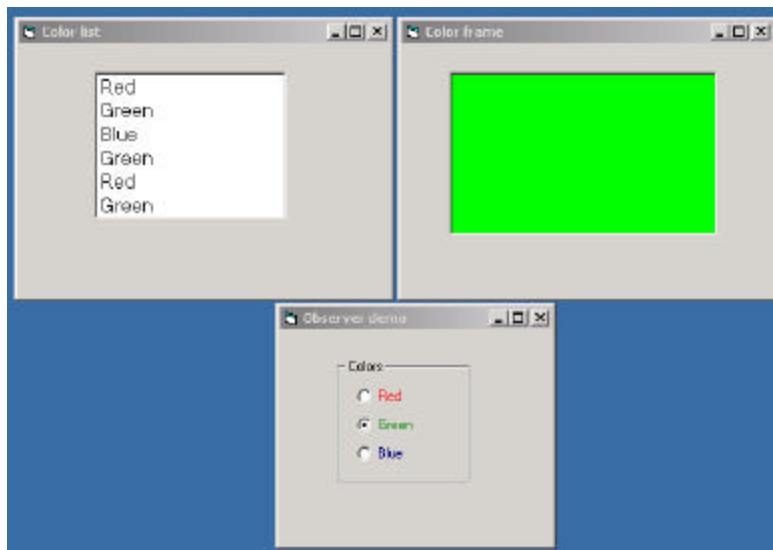 Color list
Red
Green
Blue
Green
Red
Green
Color frame
Observer demo
Colors
Red
Green
Blue